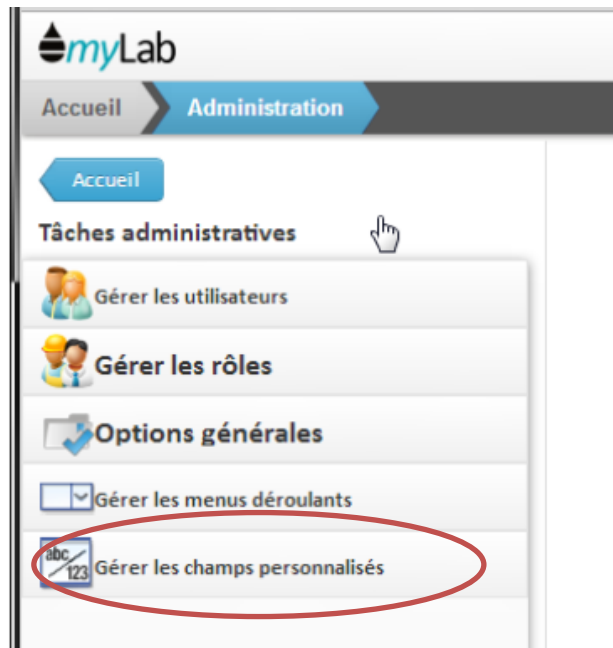 myLab
Accueil Administration
Accueil
Tâches administratives
Gérer les utilisateurs
Gérer les rôles
Options générales
Gérer les menus déroulants
abc/123 Gérer les champs personnalisés